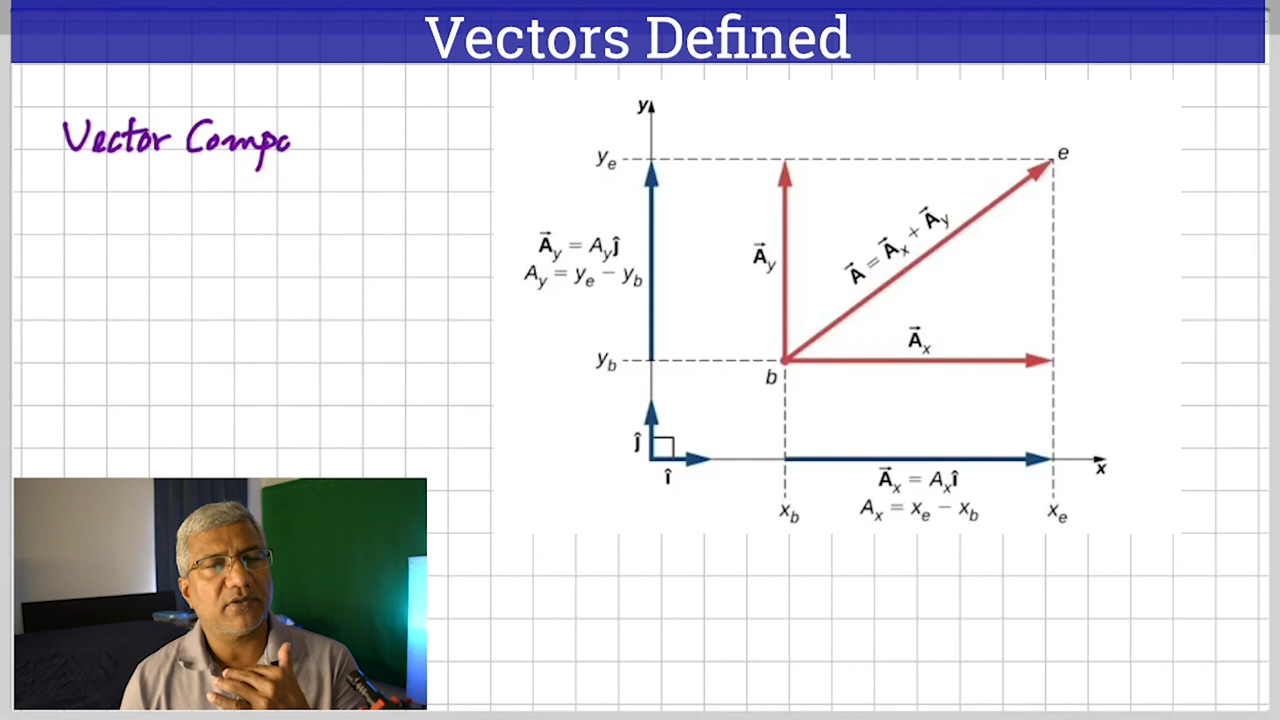 Vectors Defined
Vector Compo
y
yₑ
e
A⃗ = A⃗ₓ + A⃗ᵧ
A⃗ᵧ = Aᵧĵ
Aᵧ = yₑ − y_b
A⃗ᵧ
A⃗ₓ
y_b
b
ĵ
î
x
A⃗ₓ = Aₓî
Aₓ = xₑ − x_b
x_b
xₑ